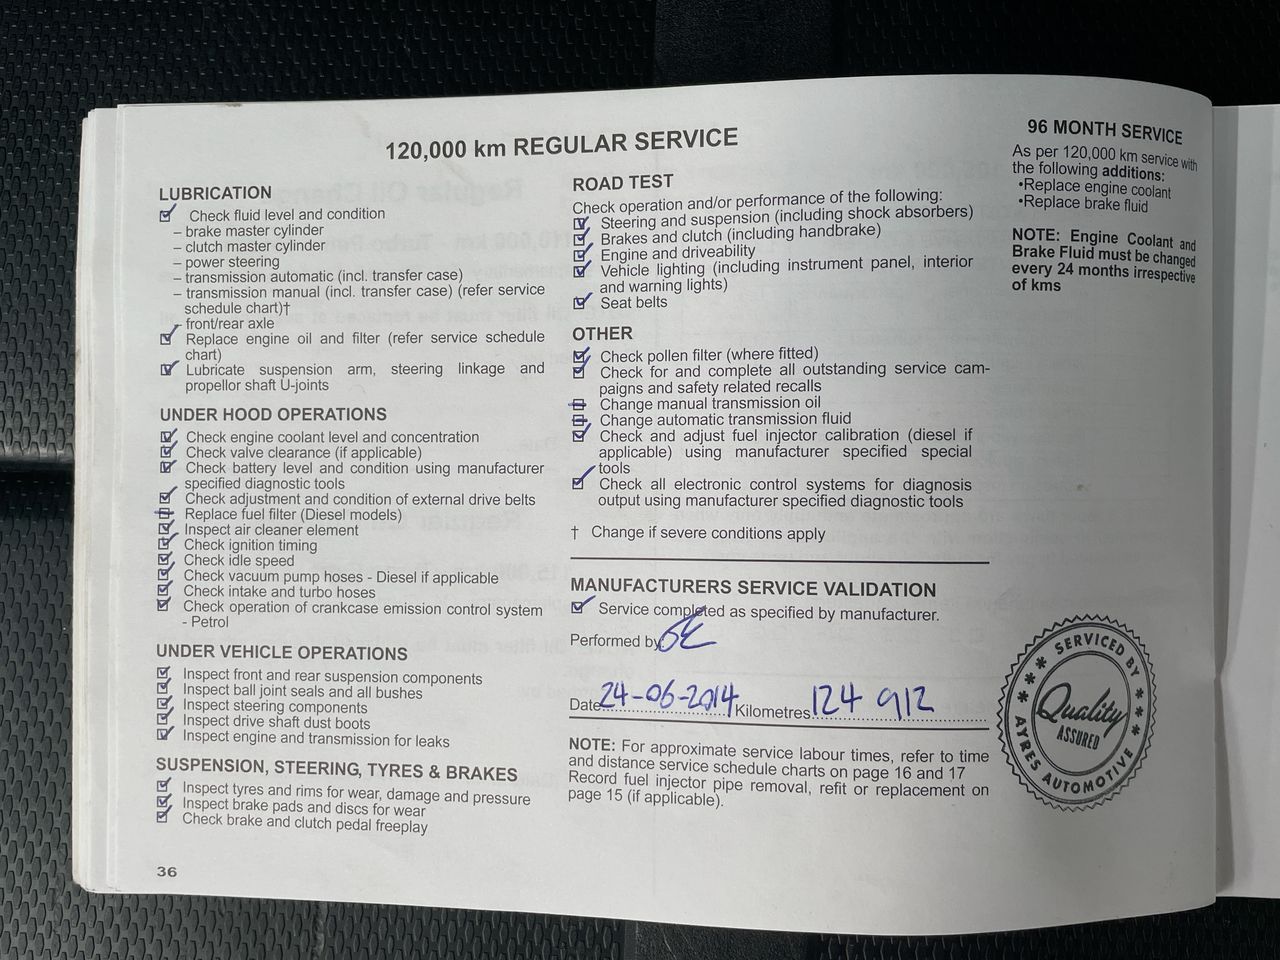 120,000 km REGULAR SERVICE
LUBRICATION
Check fluid level and condition
– brake master cylinder
– clutch master cylinder
– power steering
– transmission automatic (incl. transfer case)
– transmission manual (incl. transfer case) (refer service
schedule chart)†
- front/rear axle
Replace engine oil and filter (refer service schedule
chart)
Lubricate suspension arm, steering linkage and
propellor shaft U-joints
UNDER HOOD OPERATIONS
Check engine coolant level and concentration
Check valve clearance (if applicable)
Check battery level and condition using manufacturer
specified diagnostic tools
Check adjustment and condition of external drive belts
Replace fuel filter (Diesel models)
Inspect air cleaner element
Check ignition timing
Check idle speed
Check vacuum pump hoses - Diesel if applicable
Check intake and turbo hoses
Check operation of crankcase emission control system
- Petrol
UNDER VEHICLE OPERATIONS
Inspect front and rear suspension components
Inspect ball joint seals and all bushes
Inspect steering components
Inspect drive shaft dust boots
Inspect engine and transmission for leaks
SUSPENSION, STEERING, TYRES & BRAKES
Inspect tyres and rims for wear, damage and pressure
Inspect brake pads and discs for wear
Check brake and clutch pedal freeplay
36
ROAD TEST
Check operation and/or performance of the following:
Steering and suspension (including shock absorbers)
Brakes and clutch (including handbrake)
Engine and driveability
Vehicle lighting (including instrument panel, interior
and warning lights)
Seat belts
OTHER
Check pollen filter (where fitted)
Check for and complete all outstanding service cam-
paigns and safety related recalls
Change manual transmission oil
Change automatic transmission fluid
Check and adjust fuel injector calibration (diesel if
applicable) using manufacturer specified special
tools
Check all electronic control systems for diagnosis
output using manufacturer specified diagnostic tools
† Change if severe conditions apply
MANUFACTURERS SERVICE VALIDATION
Service completed as specified by manufacturer.
Performed by:
Date 24-06-2014 Kilometres 124 912
NOTE: For approximate service labour times, refer to time
and distance service schedule charts on page 16 and 17
Record fuel injector pipe removal, refit or replacement on
page 15 (if applicable).
96 MONTH SERVICE
As per 120,000 km service with
the following additions:
•Replace engine coolant
•Replace brake fluid
NOTE: Engine Coolant and
Brake Fluid must be changed
every 24 months irrespective
of kms
SERVICED BY
Quality
ASSURED
AYRES AUTOMOTIVE